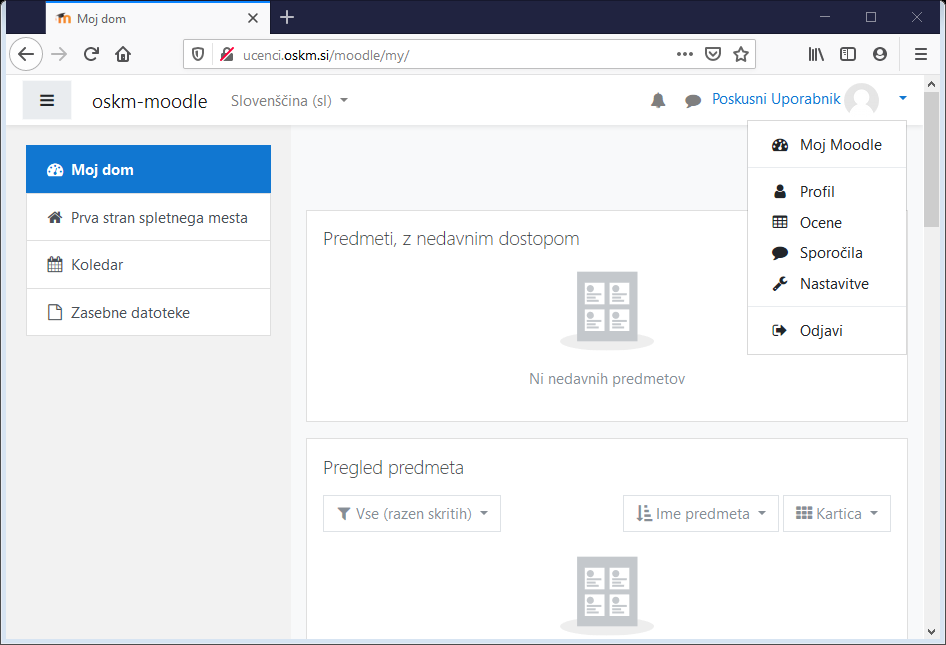 Moj dom
ucenci.oskm.si/moodle/my/
oskm-moodle
Slovenščina (sl)
Poskusni Uporabnik
Moj Moodle
Profil
Ocene
Sporočila
Nastavitve
Odjavi
Moj dom
Prva stran spletnega mesta
Koledar
Zasebne datoteke
Predmeti, z nedavnim dostopom
Ni nedavnih predmetov
Pregled predmeta
Vse (razen skritih)
Ime predmeta
Kartica